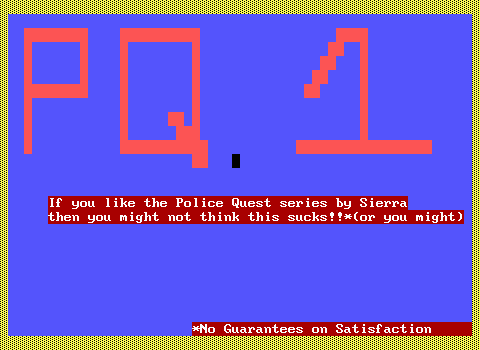 PQ. 1
If you like the Police Quest series by Sierra
then you might not think this sucks!!*(or you might)
*No Guarantees on Satisfaction